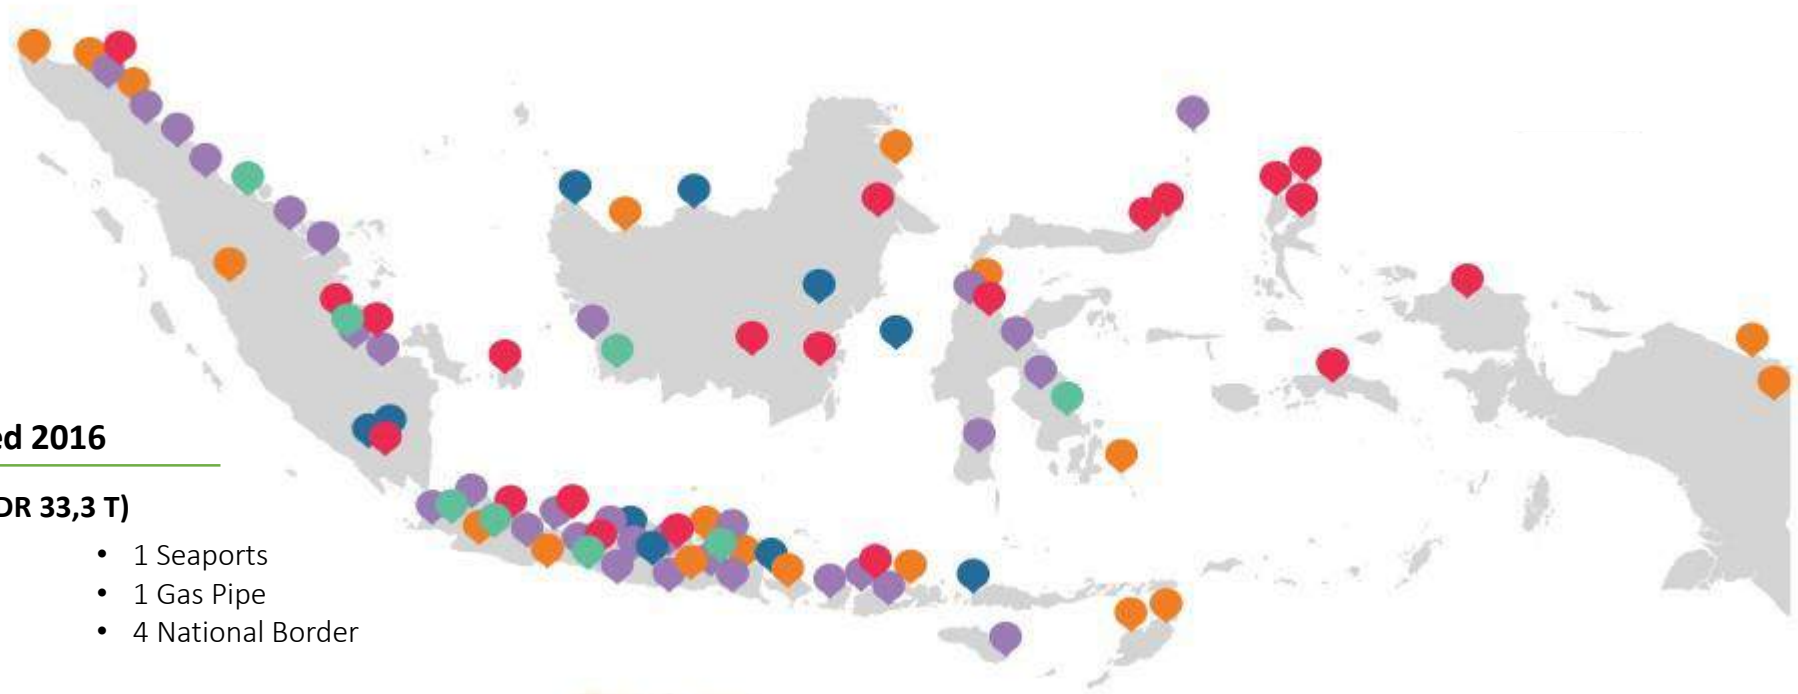 ed 2016
DR 33,3 T)
• 1 Seaports
• 1 Gas Pipe
• 4 National Border